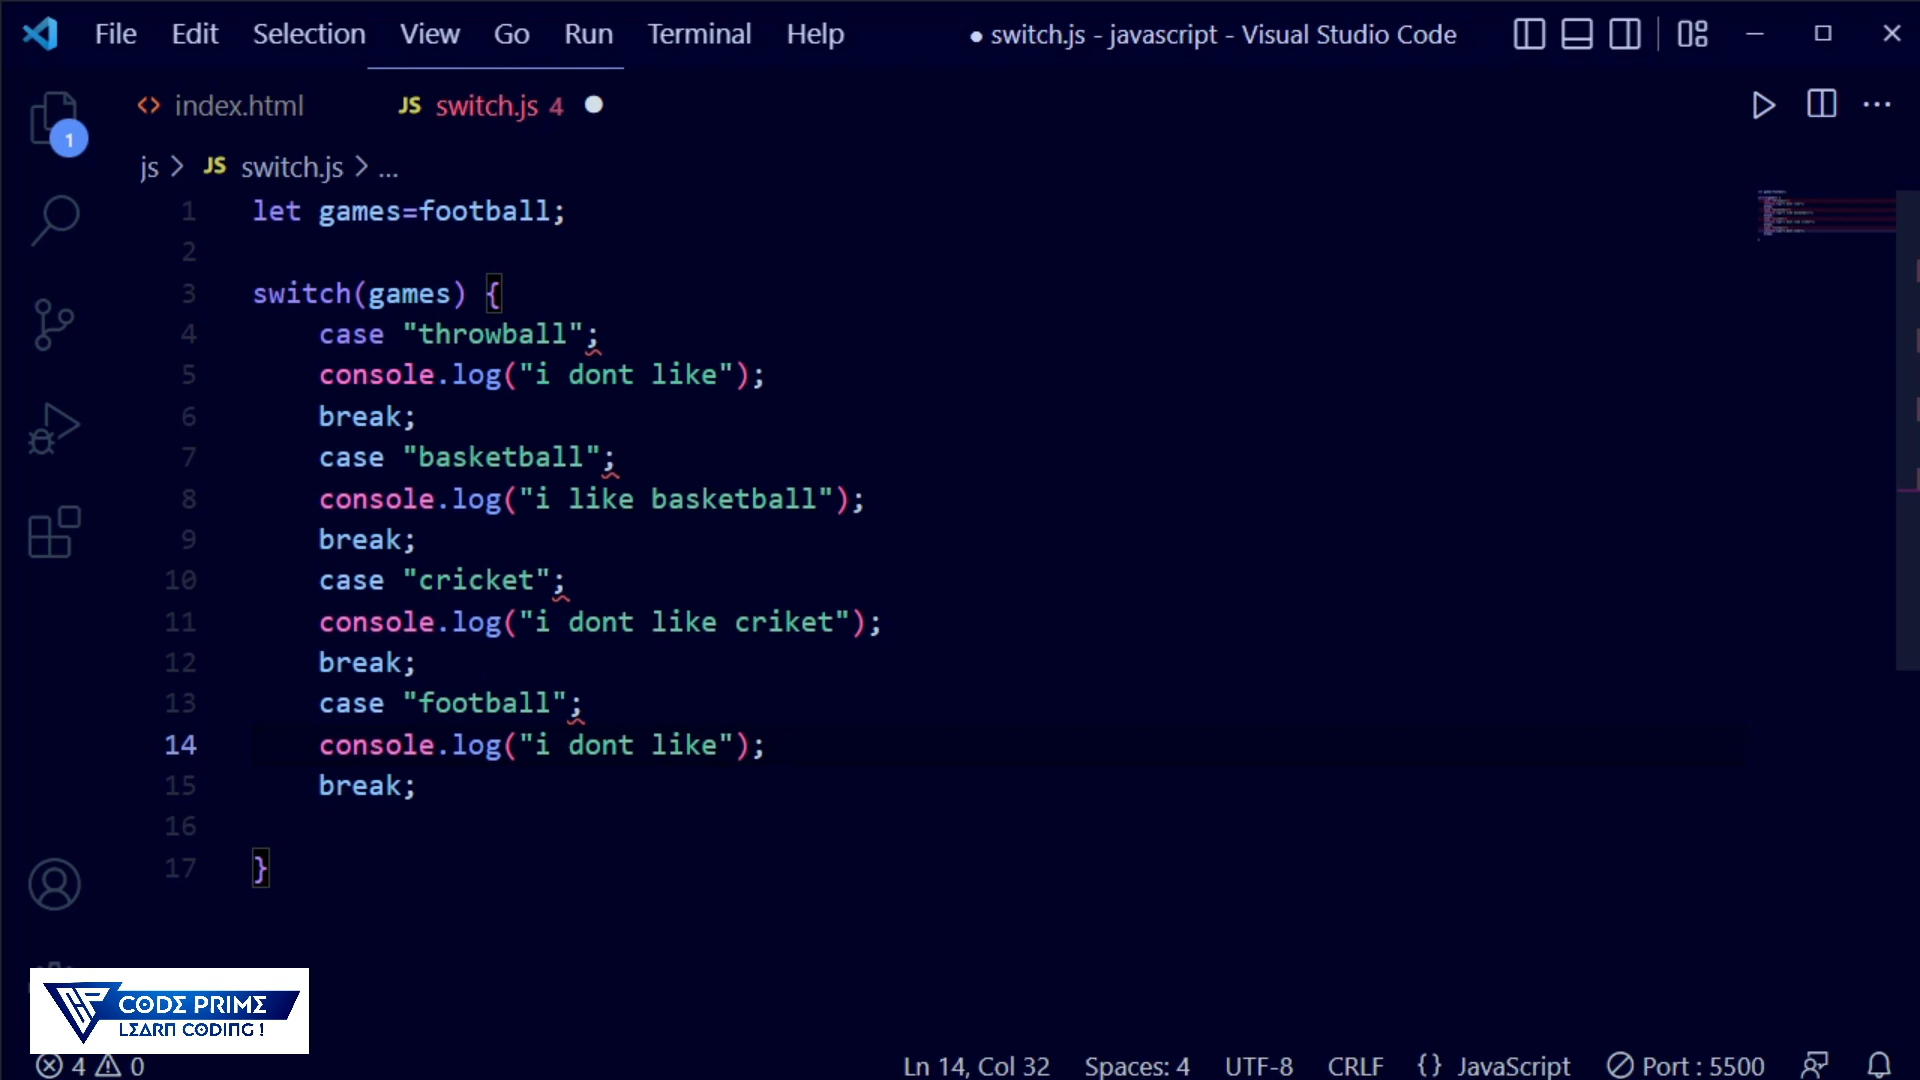 File Edit Selection View Go Run Terminal Help ● switch.js - javascript - Visual Studio Code
index.html JS switch.js 4
1
js > JS switch.js > ...
1 let games=football;
2
3 switch(games) {
4 case "throwball";
5 console.log("i dont like");
6 break;
7 case "basketball";
8 console.log("i like basketball");
9 break;
10 case "cricket";
11 console.log("i dont like criket");
12 break;
13 case "football";
14 console.log("i dont like");
15 break;
16
17 }
CODE PRIME
LEARN CODING !
4 0 Ln 14, Col 32 Spaces: 4 UTF-8 CRLF {} JavaScript Port : 5500